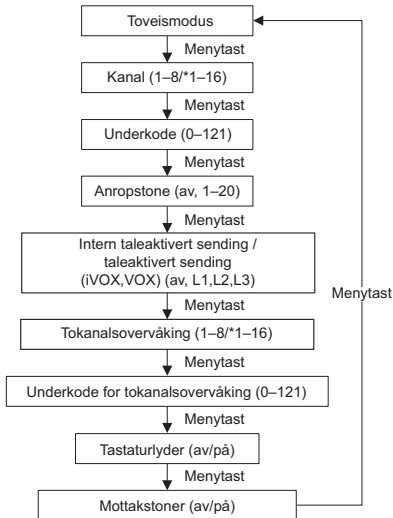 Toveismodus
Menytast
Kanal (1–8/*1–16)
Menytast
Underkode (0–121)
Menytast
Anropstone (av, 1–20)
Menytast
Intern taleaktivert sending /
taleaktivert sending
(iVOX,VOX) (av, L1,L2,L3)
Menytast
Menytast
Tokanalsovervåking (1–8/*1–16)
Menytast
Underkode for tokanalsovervåking (0–121)
Menytast
Tastaturlyder (av/på)
Menytast
Mottakstoner (av/på)